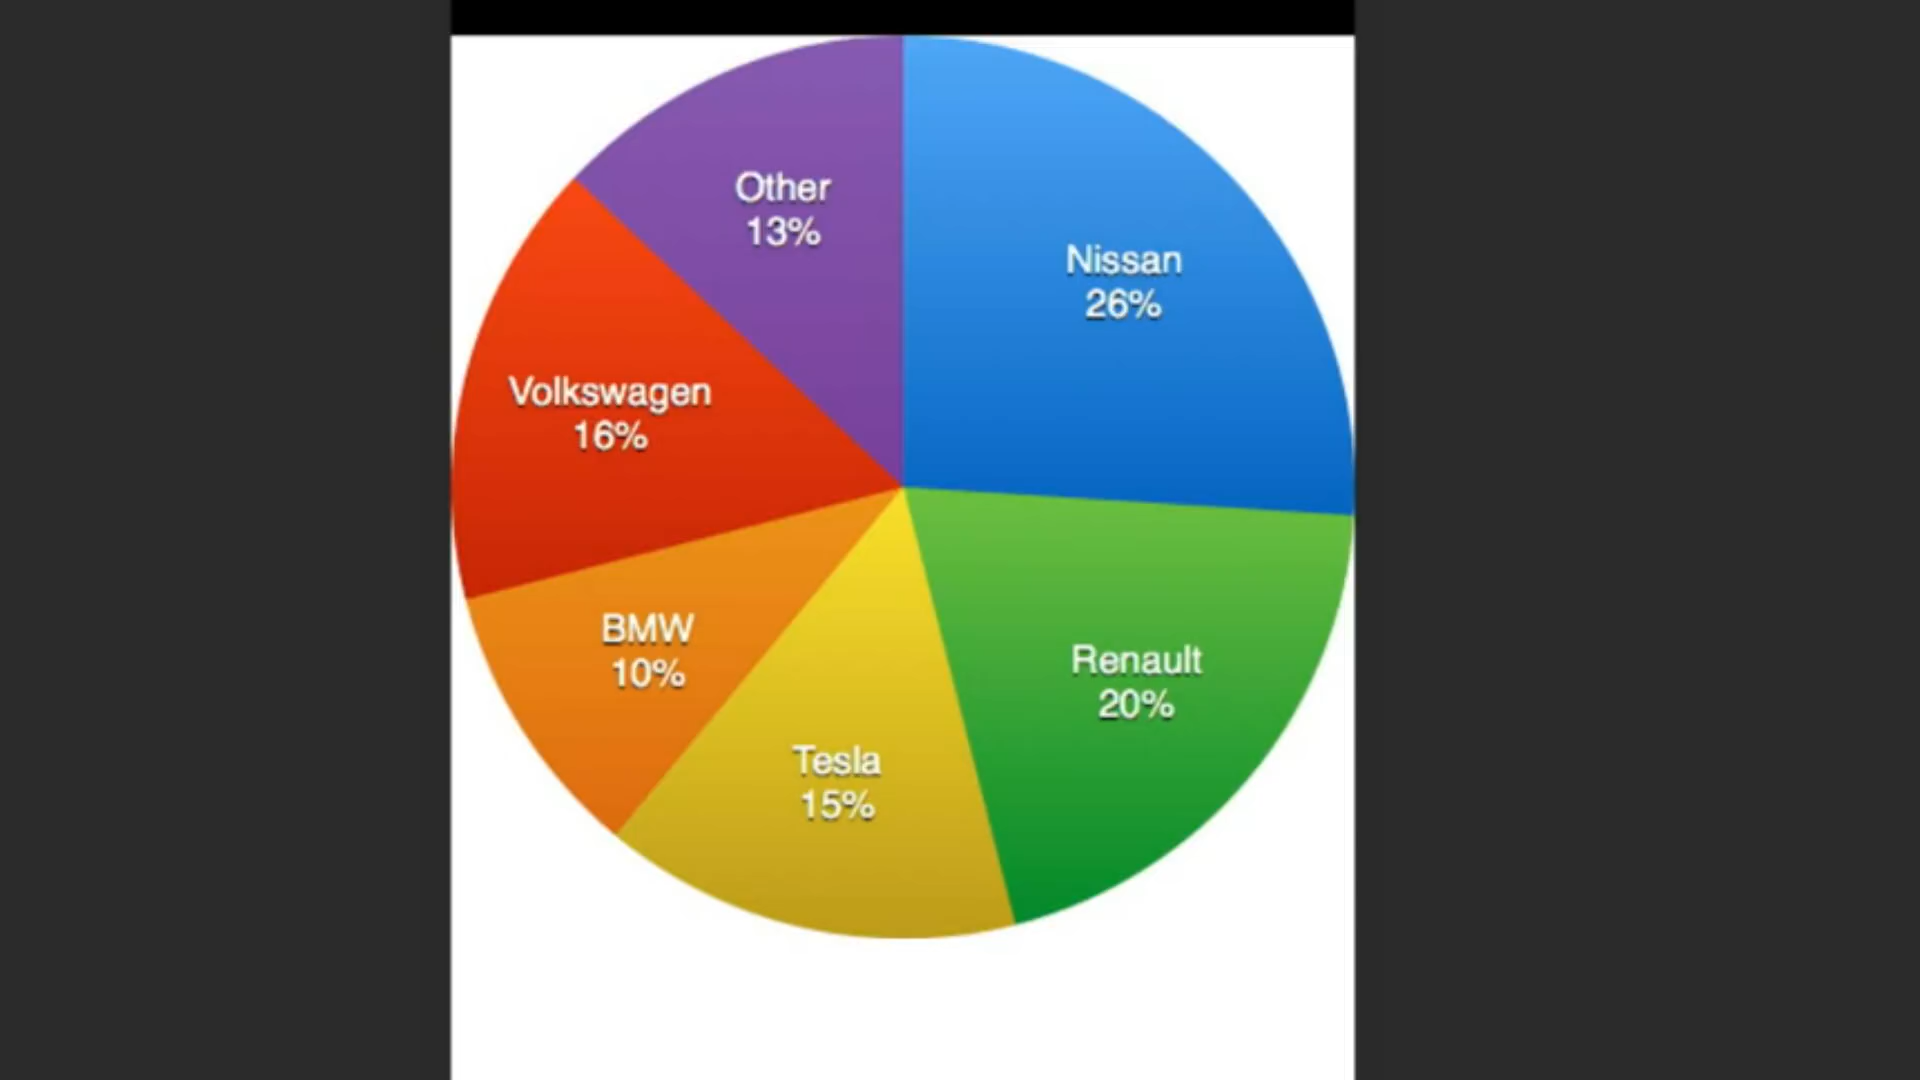 Other
13%
Nissan
26%
Volkswagen
16%
BMW
10%
Renault
20%
Tesla
15%